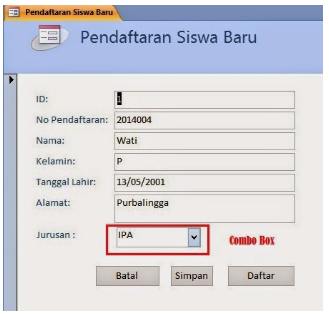 Pendaftaran Siswa Baru
Pendaftaran Siswa Baru
ID: 1
No Pendaftaran: 2014004
Nama: Wati
Kelamin: P
Tanggal Lahir: 13/05/2001
Alamat: Purbalingga
Jurusan : IPA
Combo Box
Batal Simpan Daftar